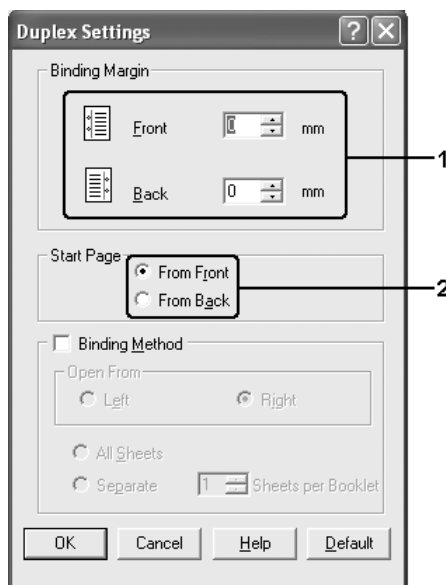 Duplex Settings
Binding Margin
Front 0 mm
1
Back 0 mm
Start Page
From Front
2
From Back
Binding Method
Open From
Left Right
All Sheets
Separate 1 Sheets per Booklet
OK Cancel Help Default